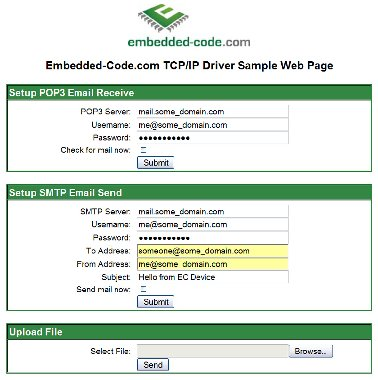 embedded-code.com
Embedded-Code.com TCP/IP Driver Sample Web Page
Setup POP3 Email Receive
POP3 Server: mail.some_domain.com
Username: me@some_domain.com
Password: ●●●●●●●●●●●
Check for mail now:
Submit
Setup SMTP Email Send
SMTP Server: mail.some_domain.com
Username: me@some_domain.com
Password: ●●●●●●●●●●●
To Address: someone@some_domain.com
From Address: me@some_domain.com
Subject: Hello from EC Device
Send mail now:
Submit
Upload File
Select File: Browse..
Send